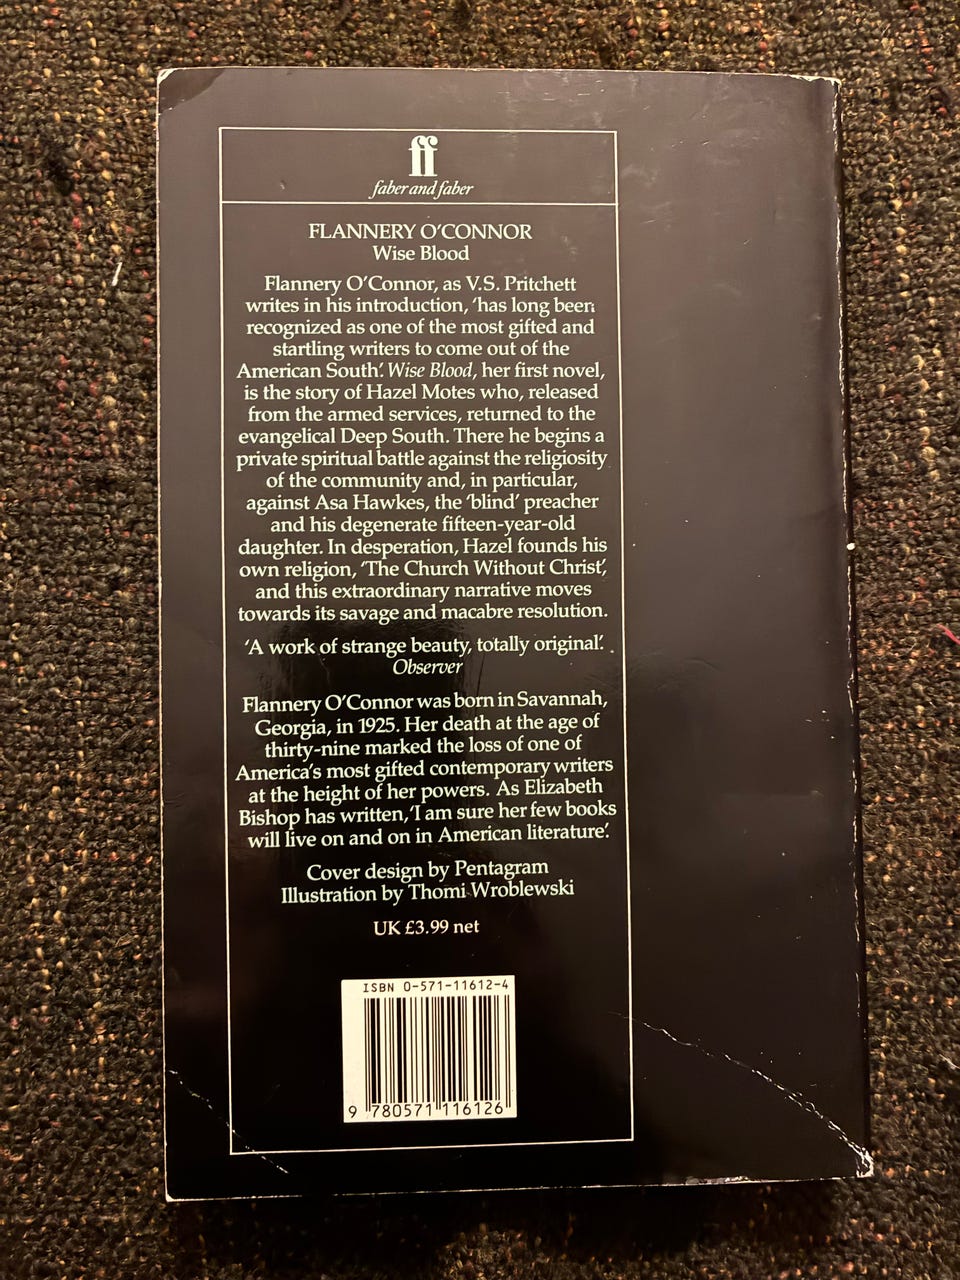 ff
faber and faber
FLANNERY O'CONNOR
Wise Blood
Flannery O'Connor, as V.S. Pritchett
writes in his introduction, 'has long been
recognized as one of the most gifted and
startling writers to come out of the
American South'. Wise Blood, her first novel,
is the story of Hazel Motes who, released
from the armed services, returned to the
evangelical Deep South. There he begins a
private spiritual battle against the religiosity
of the community and, in particular,
against Asa Hawkes, the 'blind' preacher
and his degenerate fifteen-year-old
daughter. In desperation, Hazel founds his
own religion, 'The Church Without Christ',
and this extraordinary narrative moves
towards its savage and macabre resolution.
'A work of strange beauty, totally original'.
Observer
Flannery O'Connor was born in Savannah,
Georgia, in 1925. Her death at the age of
thirty-nine marked the loss of one of
America's most gifted contemporary writers
at the height of her powers. As Elizabeth
Bishop has written, 'I am sure her few books
will live on and on in American literature'.
Cover design by Pentagram
Illustration by Thomi Wroblewski
UK £3.99 net
ISBN 0-571-11612-4
9 780571 116126